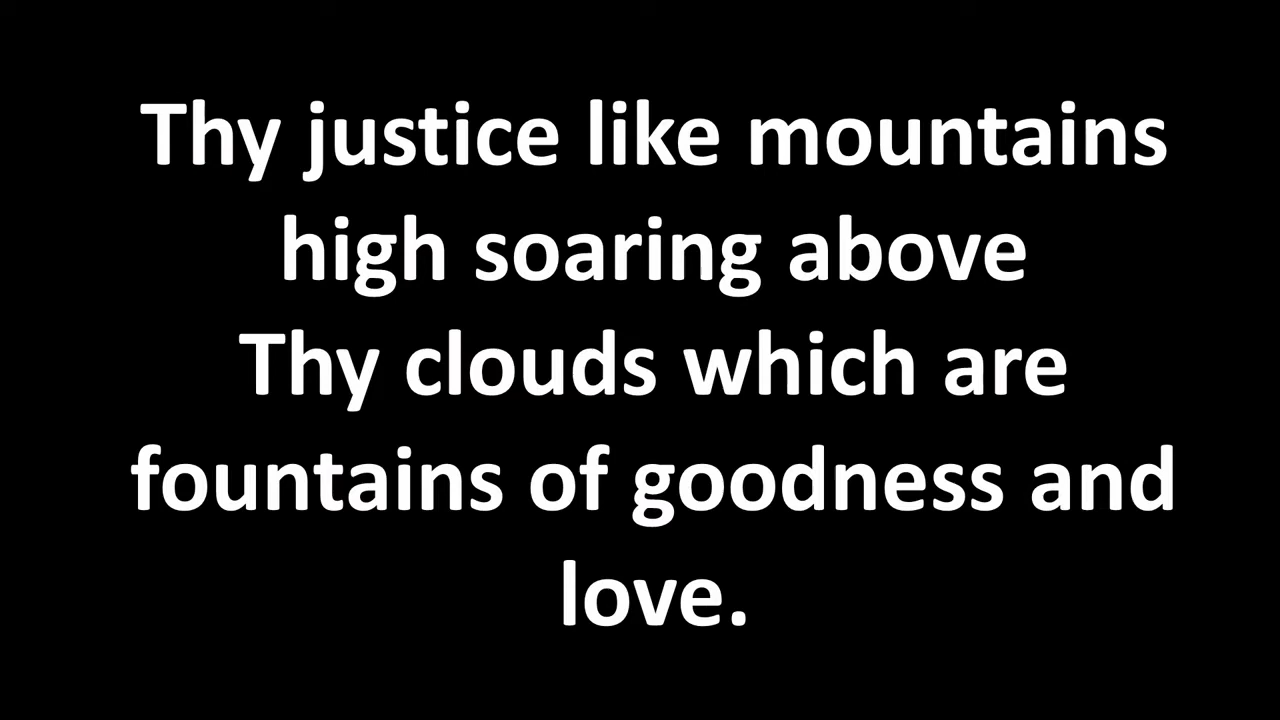 Thy justice like mountains
high soaring above
Thy clouds which are
fountains of goodness and
love.